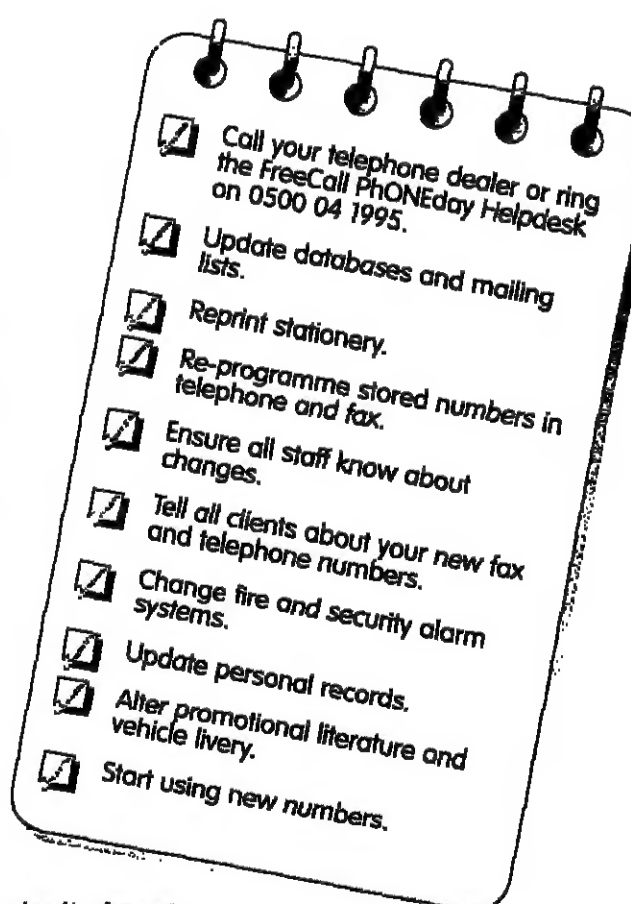 Call your telephone dealer or ring
the FreeCall PhONEday Helpdesk
on 0500 04 1995.
Update databases and mailing
lists.
Reprint stationery.
Re-programme stored numbers in
telephone and fax.
Ensure all staff know about
changes.
Tell all clients about your new fax
and telephone numbers.
Change fire and security alarm
systems.
Update personal records.
Alter promotional literature and
vehicle livery.
Start using new numbers.